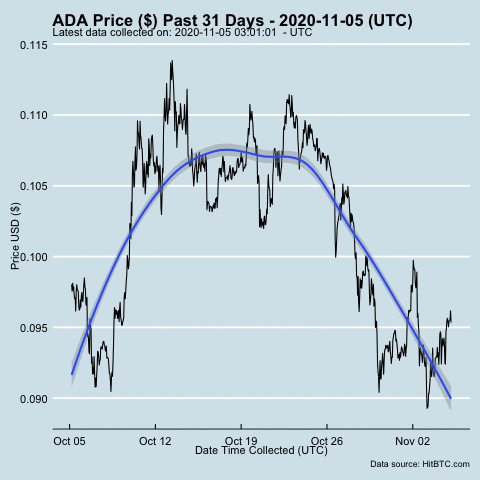 ADA Price ($) Past 31 Days - 2020-11-05 (UTC)
Latest data collected on: 2020-11-05 03:01:01  - UTC
0.115
0.110
0.105
0.100
0.095
0.090
Price USD ($)
Oct 05 Oct 12 Oct 19 Oct 26 Nov 02
Date Time Collected (UTC)
Data source: HitBTC.com